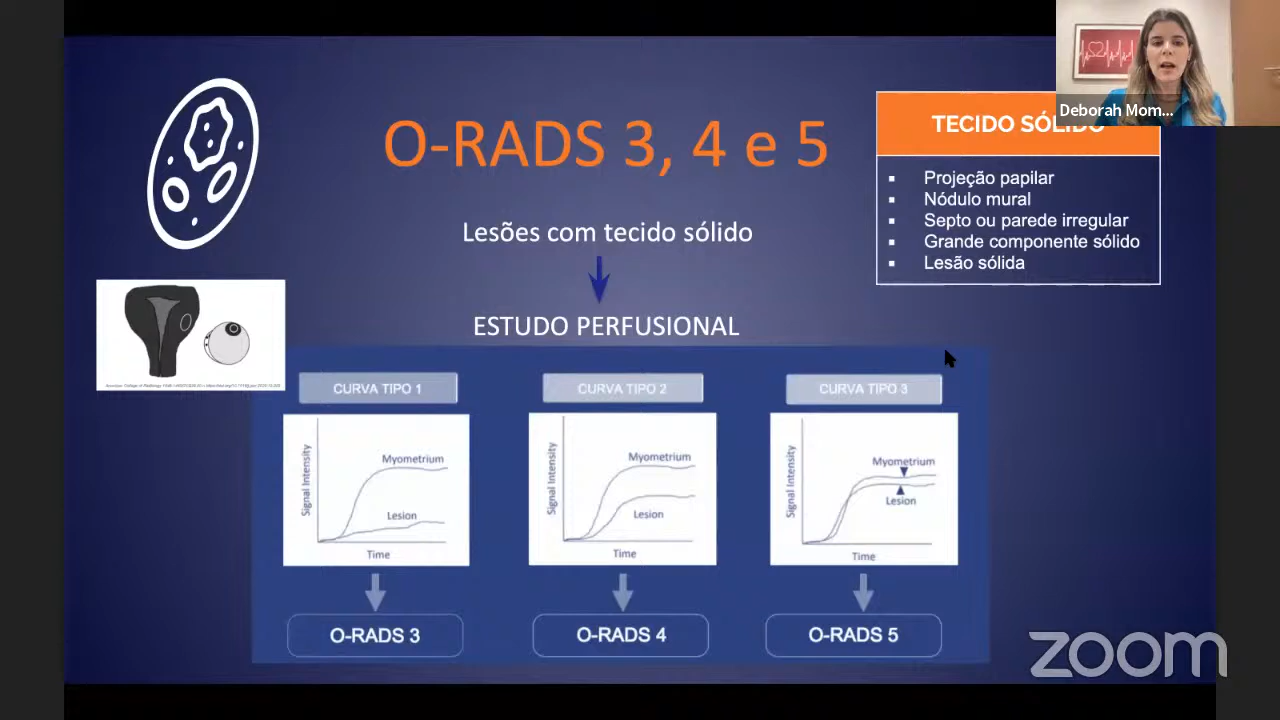 Deborah Mom...
O-RADS 3, 4 e 5
TECIDO SÓLIDO
Projeção papilar
Nódulo mural
Septo ou parede irregular
Grande componente sólido
Lesão sólida
Lesões com tecido sólido
ESTUDO PERFUSIONAL
CURVA TIPO 1
CURVA TIPO 2
CURVA TIPO 3
Signal Intensity
Myometrium
Lesion
Time
Signal Intensity
Myometrium
Lesion
Time
Signal Intensity
Myometrium
Lesion
Time
O-RADS 3
O-RADS 4
O-RADS 5
zoom